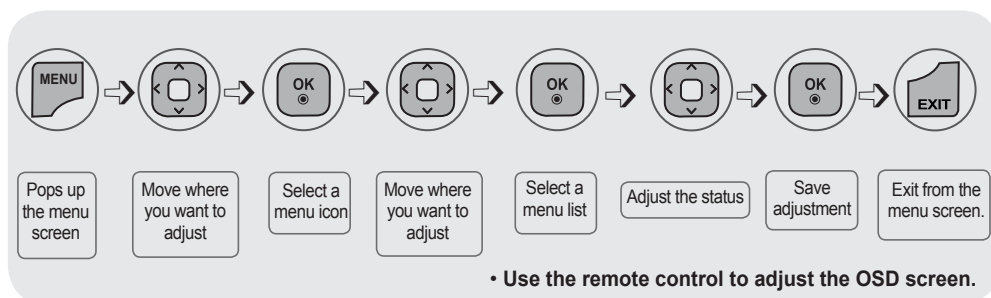 MENU
OK
OK
OK
EXIT
Pops up
the menu
screen
Move where
you want to
adjust
Select a
menu icon
Move where
you want to
adjust
Select a
menu list
Adjust the status
Save
adjustment
Exit from the
menu screen.
• Use the remote control to adjust the OSD screen.